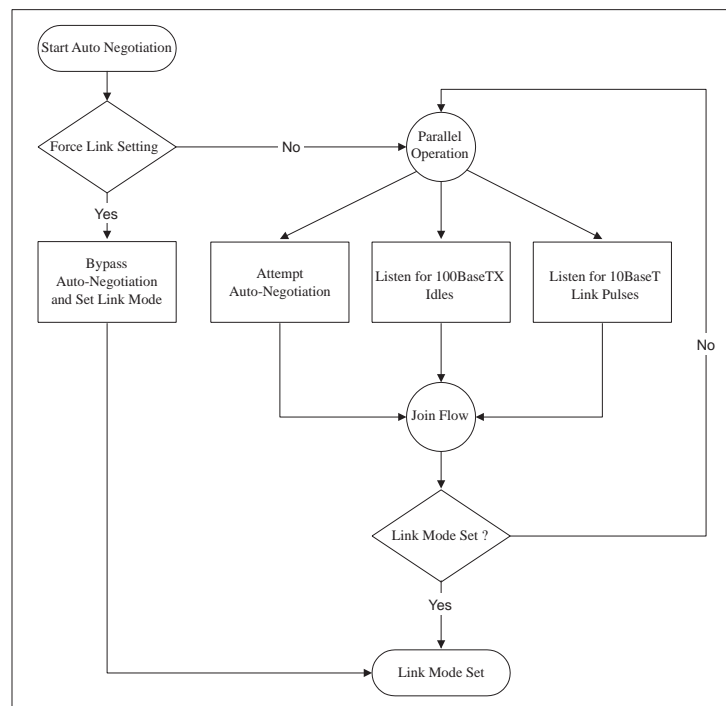 Start Auto Negotiation
Force Link Setting
No
Parallel
Operation
Yes
Bypass
Auto-Negotiation
and Set Link Mode
Attempt
Auto-Negotiation
Listen for 100BaseTX
Idles
Listen for 10BaseT
Link Pulses
No
Join Flow
Link Mode Set ?
Yes
Link Mode Set